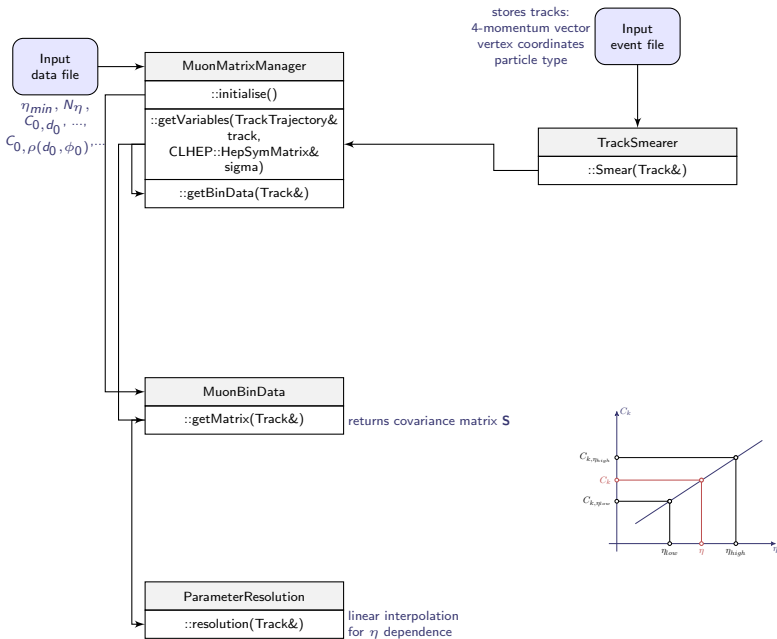 stores tracks:
4-momentum vector
vertex coordinates
particle type
Input
event file
Input
data file
η_min, N_η,
C_0,d_0, ...,
C_0,ρ(d_0,ϕ_0),...
MuonMatrixManager
::initialise()
::getVariables(TrackTrajectory&
track,
CLHEP::HepSymMatrix&
sigma)
::getBinData(Track&)
TrackSmearer
::Smear(Track&)
MuonBinData
::getMatrix(Track&)
returns covariance matrix S
C_k
C_k,η_high
C_k
C_k,η_low
η_low
η
η_high
η
ParameterResolution
::resolution(Track&)
linear interpolation
for η dependence